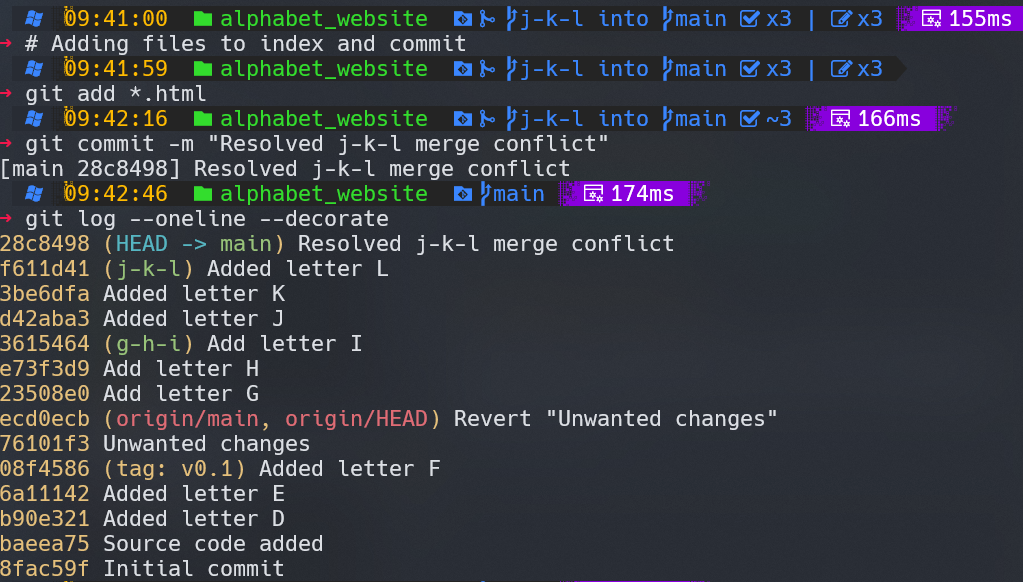 09:41:00 alphabet_website j-k-l into main x3 | x3 155ms
# Adding files to index and commit
09:41:59 alphabet_website j-k-l into main x3 | x3
git add *.html
09:42:16 alphabet_website j-k-l into main ~3 166ms
git commit -m "Resolved j-k-l merge conflict"
[main 28c8498] Resolved j-k-l merge conflict
09:42:46 alphabet_website main 174ms
git log --oneline --decorate
28c8498 (HEAD -> main) Resolved j-k-l merge conflict
f611d41 (j-k-l) Added letter L
3be6dfa Added letter K
d42aba3 Added letter J
3615464 (g-h-i) Add letter I
e73f3d9 Add letter H
23508e0 Add letter G
ecd0ecb (origin/main, origin/HEAD) Revert "Unwanted changes"
76101f3 Unwanted changes
08f4586 (tag: v0.1) Added letter F
6a11142 Added letter E
b90e321 Added letter D
baeea75 Source code added
8fac59f Initial commit